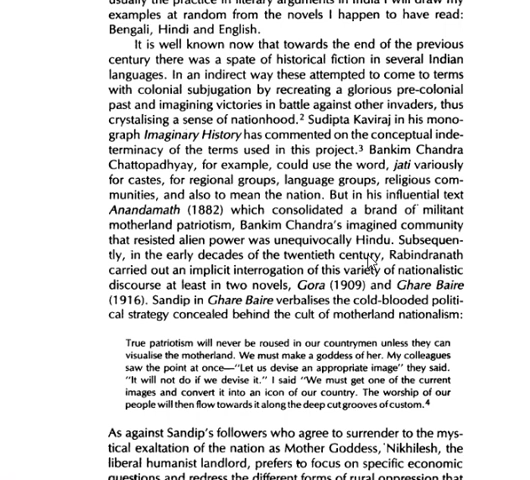 usually the practice in literary arguments in India I will draw my
examples at random from the novels I happen to have read:
Bengali, Hindi and English.
It is well known now that towards the end of the previous
century there was a spate of historical fiction in several Indian
languages. In an indirect way these attempted to come to terms
with colonial subjugation by recreating a glorious pre-colonial
past and imagining victories in battle against other invaders, thus
crystalising a sense of nationhood.2 Sudipta Kaviraj in his mono-
graph Imaginary History has commented on the conceptual inde-
terminacy of the terms used in this project.3 Bankim Chandra
Chattopadhyay, for example, could use the word, jati variously
for castes, for regional groups, language groups, religious com-
munities, and also to mean the nation. But in his influential text
Anandamath (1882) which consolidated a brand of militant
motherland patriotism, Bankim Chandra's imagined community
that resisted alien power was unequivocally Hindu. Subsequen-
tly, in the early decades of the twentieth century, Rabindranath
carried out an implicit interrogation of this variety of nationalistic
discourse at least in two novels, Gora (1909) and Ghare Baire
(1916). Sandip in Ghare Baire verbalises the cold-blooded politi-
cal strategy concealed behind the cult of motherland nationalism:
True patriotism will never be roused in our countrymen unless they can
visualise the motherland. We must make a goddess of her. My colleagues
saw the point at once—"Let us devise an appropriate image" they said.
"It will not do if we devise it." I said "We must get one of the current
images and convert it into an icon of our country. The worship of our
people will then flow towards it along the deep cut grooves of custom.4
As against Sandip's followers who agree to surrender to the mys-
tical exaltation of the nation as Mother Goddess, Nikhilesh, the
liberal humanist landlord, prefers to focus on specific economic
questions and redress the different forms of rural oppression that